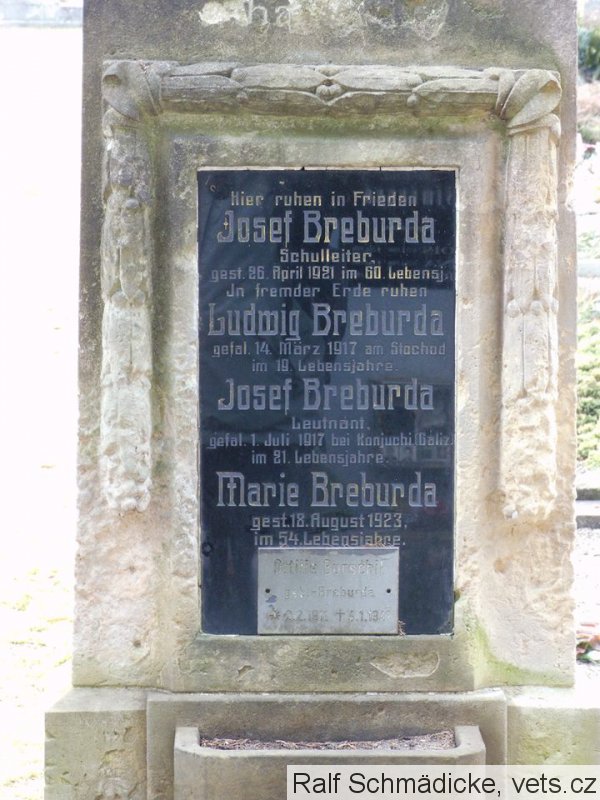 Hier ruhen in Frieden
Josef Breburda
Schulleiter,
gest. 26. April 1921 im 60. Lebensj.
In fremder Erde ruhen
Ludwig Breburda
gefal. 14. März 1917 am Stochod
im 19. Lebensjahre.
Josef Breburda
Leutnant,
gefal. 1. Juli 1917 bei Konjuchi (Galiz.
im 21. Lebensjahre.
Marie Breburda
gest. 18. August 1923.
im 54. Lebensjahre.
Breburda
Ralf Schmädicke, vets.cz